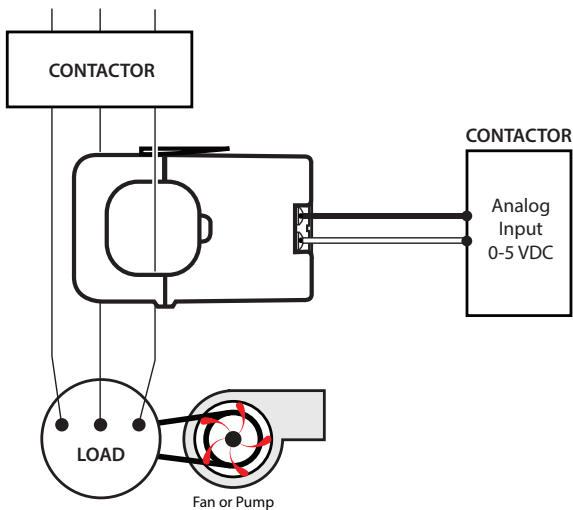 CONTACTOR
CONTACTOR
Analog
Input
0-5 VDC
LOAD
Fan or Pump